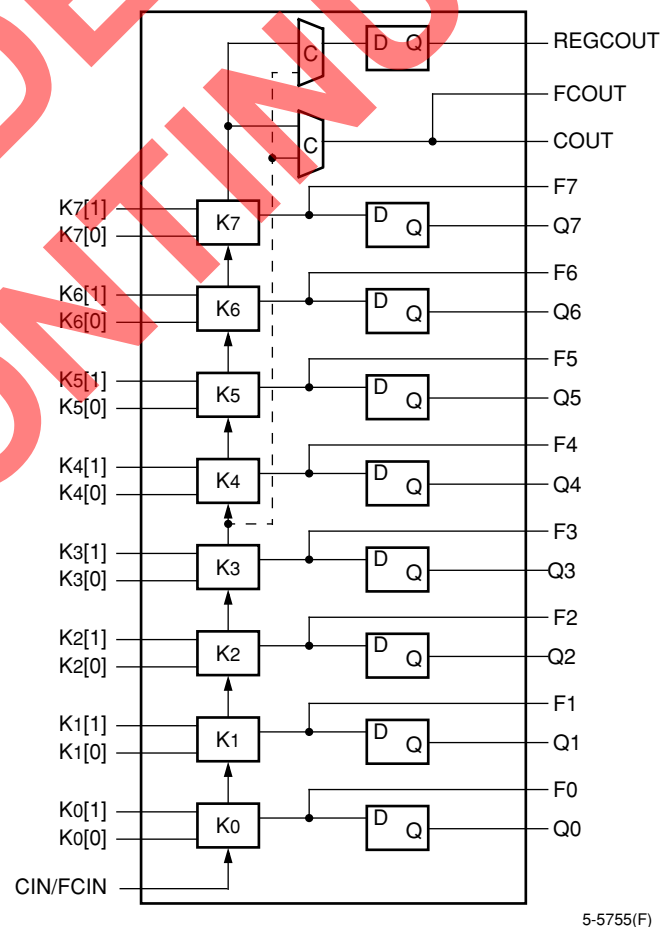 D Q
REGCOUT
C
FCOUT
C
COUT
F7
K7[1]
K7
D
Q
Q7
K7[0]
F6
K6[1]
K6
D
Q
Q6
K6[0]
F5
K5[1]
K5
D
Q
Q5
K5[0]
F4
K4[1]
K4
D
Q
Q4
K4[0]
F3
K3[1]
K3
D
Q
Q3
K3[0]
F2
K2[1]
K2
D
Q
Q2
K2[0]
F1
K1[1]
K1
D
Q
Q1
K1[0]
F0
K0[1]
K0
D
Q
Q0
K0[0]
CIN/FCIN
5-5755(F)